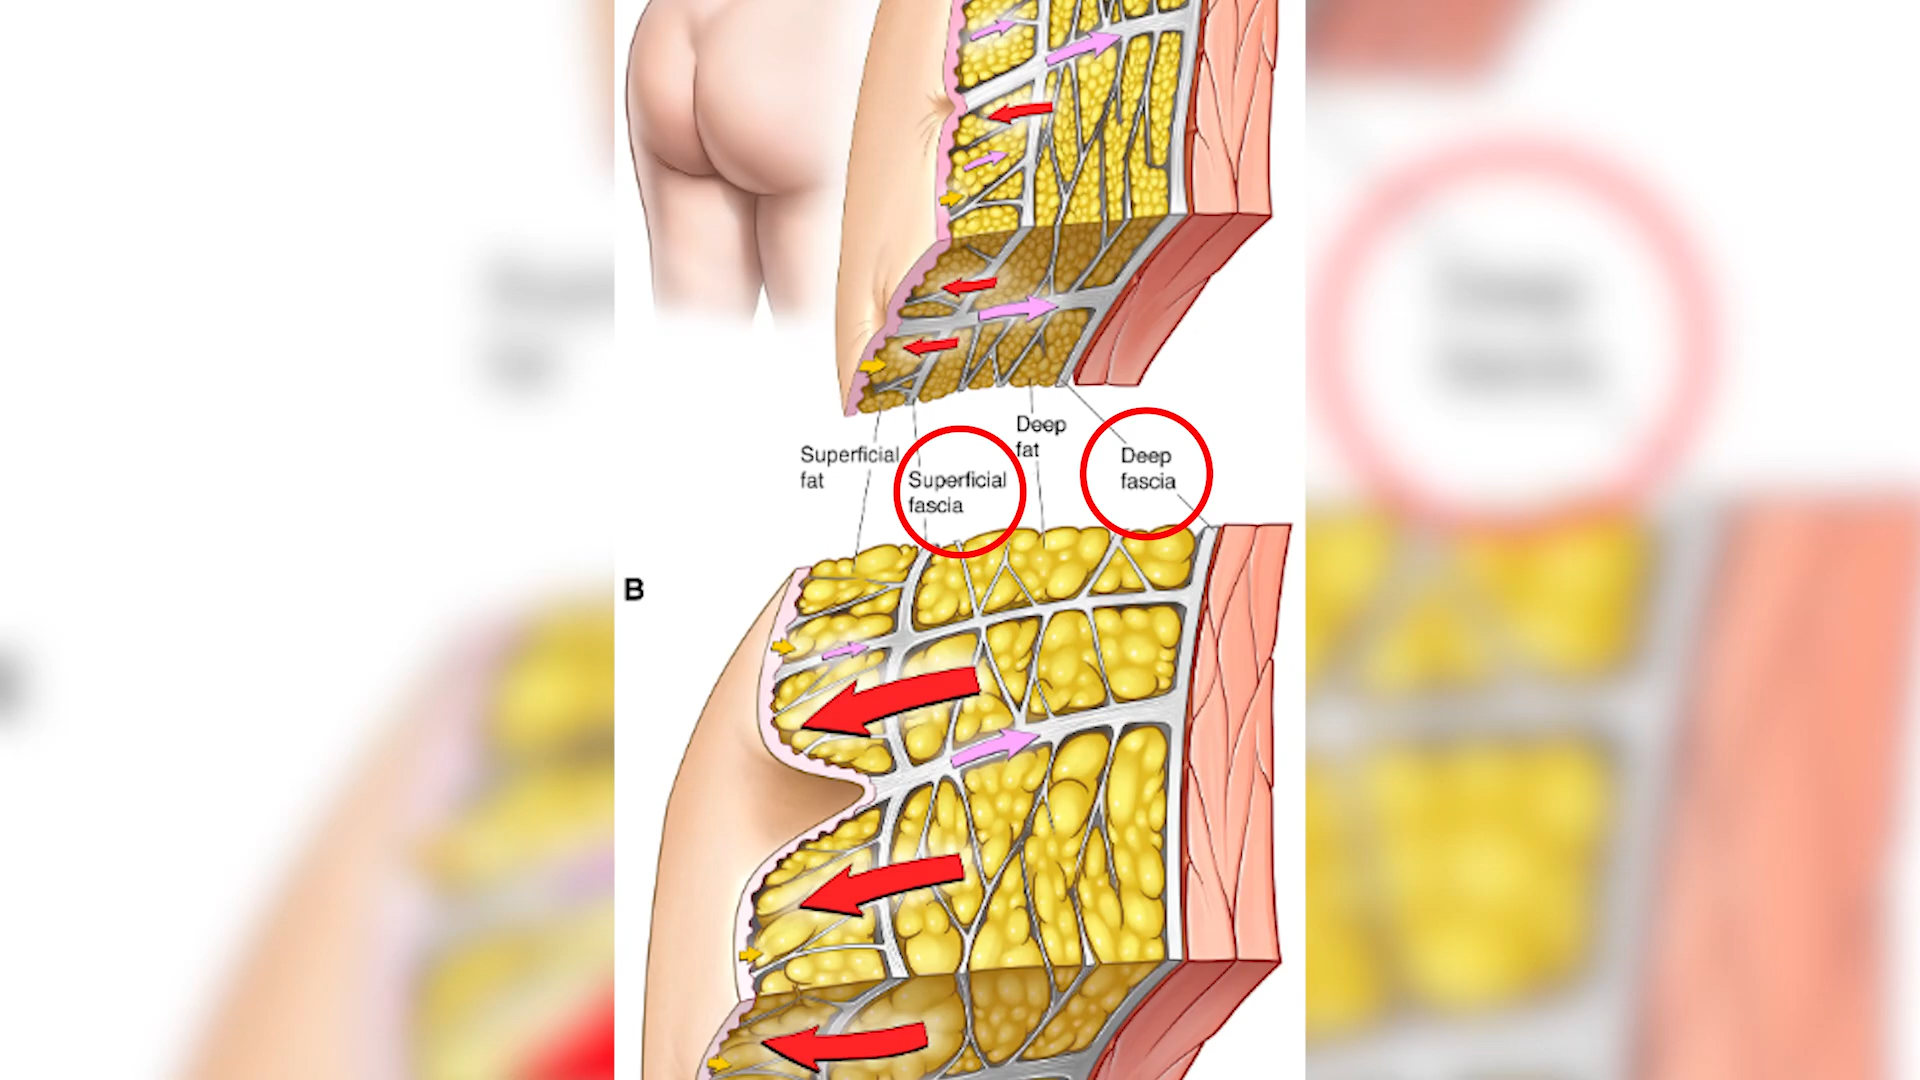 Superficial
fat
Superficial
fascia
Deep
fat
Deep
fascia
B